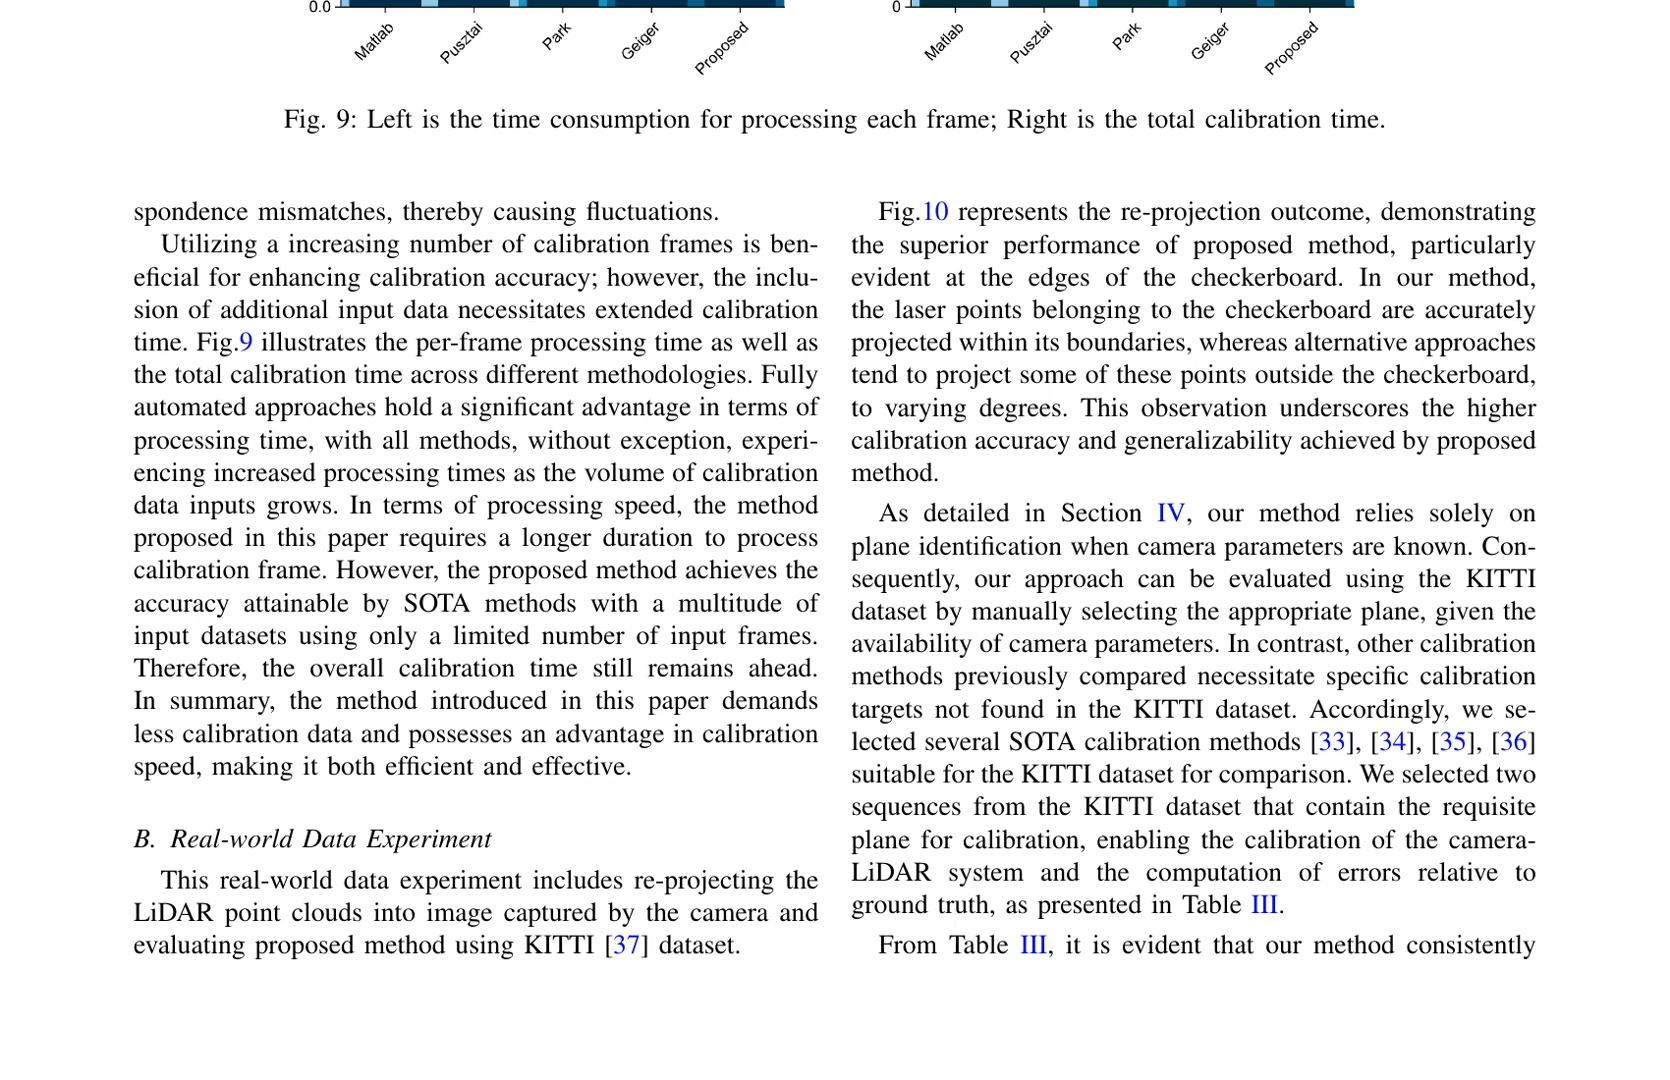 0.0
Matlab
Pusztai
Park
Geiger
Proposed
0
Matlab
Pusztai
Park
Geiger
Proposed
Fig. 9: Left is the time consumption for processing each frame; Right is the total calibration time.
spondence mismatches, thereby causing fluctuations.
Utilizing a increasing number of calibration frames is ben-
eficial for enhancing calibration accuracy; however, the inclu-
sion of additional input data necessitates extended calibration
time. Fig.9 illustrates the per-frame processing time as well as
the total calibration time across different methodologies. Fully
automated approaches hold a significant advantage in terms of
processing time, with all methods, without exception, experi-
encing increased processing times as the volume of calibration
data inputs grows. In terms of processing speed, the method
proposed in this paper requires a longer duration to process
calibration frame. However, the proposed method achieves the
accuracy attainable by SOTA methods with a multitude of
input datasets using only a limited number of input frames.
Therefore, the overall calibration time still remains ahead.
In summary, the method introduced in this paper demands
less calibration data and possesses an advantage in calibration
speed, making it both efficient and effective.
B. Real-world Data Experiment
This real-world data experiment includes re-projecting the
LiDAR point clouds into image captured by the camera and
evaluating proposed method using KITTI [37] dataset.
Fig.10 represents the re-projection outcome, demonstrating
the superior performance of proposed method, particularly
evident at the edges of the checkerboard. In our method,
the laser points belonging to the checkerboard are accurately
projected within its boundaries, whereas alternative approaches
tend to project some of these points outside the checkerboard,
to varying degrees. This observation underscores the higher
calibration accuracy and generalizability achieved by proposed
method.
As detailed in Section IV, our method relies solely on
plane identification when camera parameters are known. Con-
sequently, our approach can be evaluated using the KITTI
dataset by manually selecting the appropriate plane, given the
availability of camera parameters. In contrast, other calibration
methods previously compared necessitate specific calibration
targets not found in the KITTI dataset. Accordingly, we se-
lected several SOTA calibration methods [33], [34], [35], [36]
suitable for the KITTI dataset for comparison. We selected two
sequences from the KITTI dataset that contain the requisite
plane for calibration, enabling the calibration of the camera-
LiDAR system and the computation of errors relative to
ground truth, as presented in Table III.
From Table III, it is evident that our method consistently